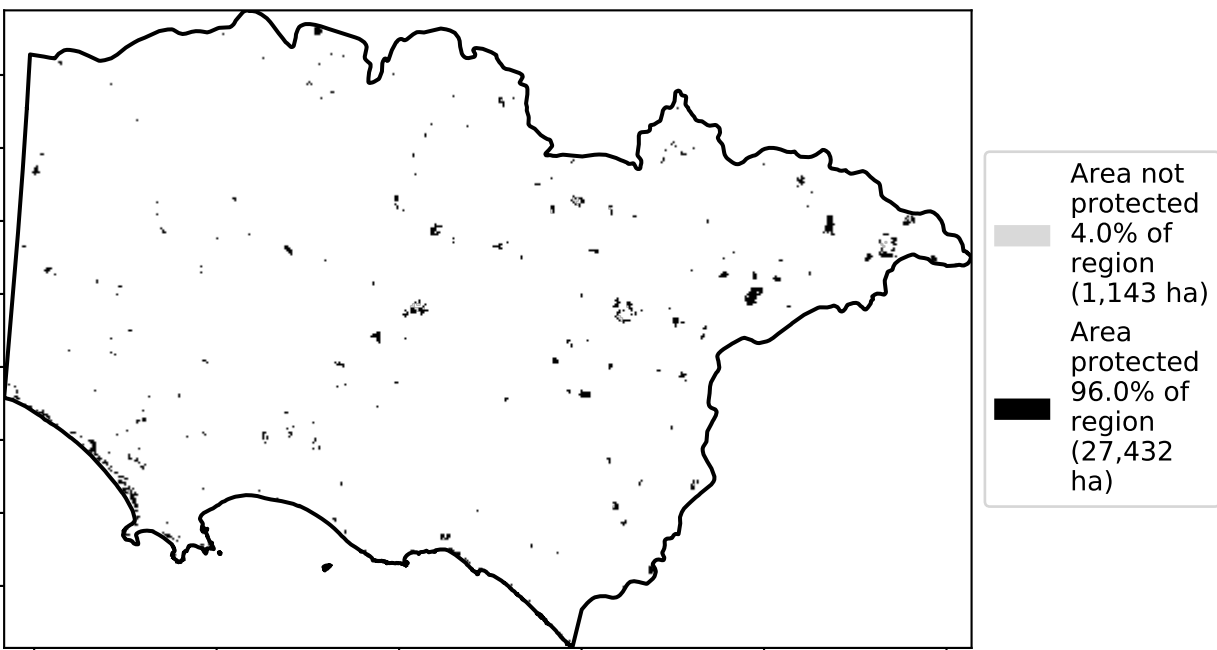 Area not
protected
4.0% of
region
(1,143 ha)
Area
protected
96.0% of
region
(27,432
ha)